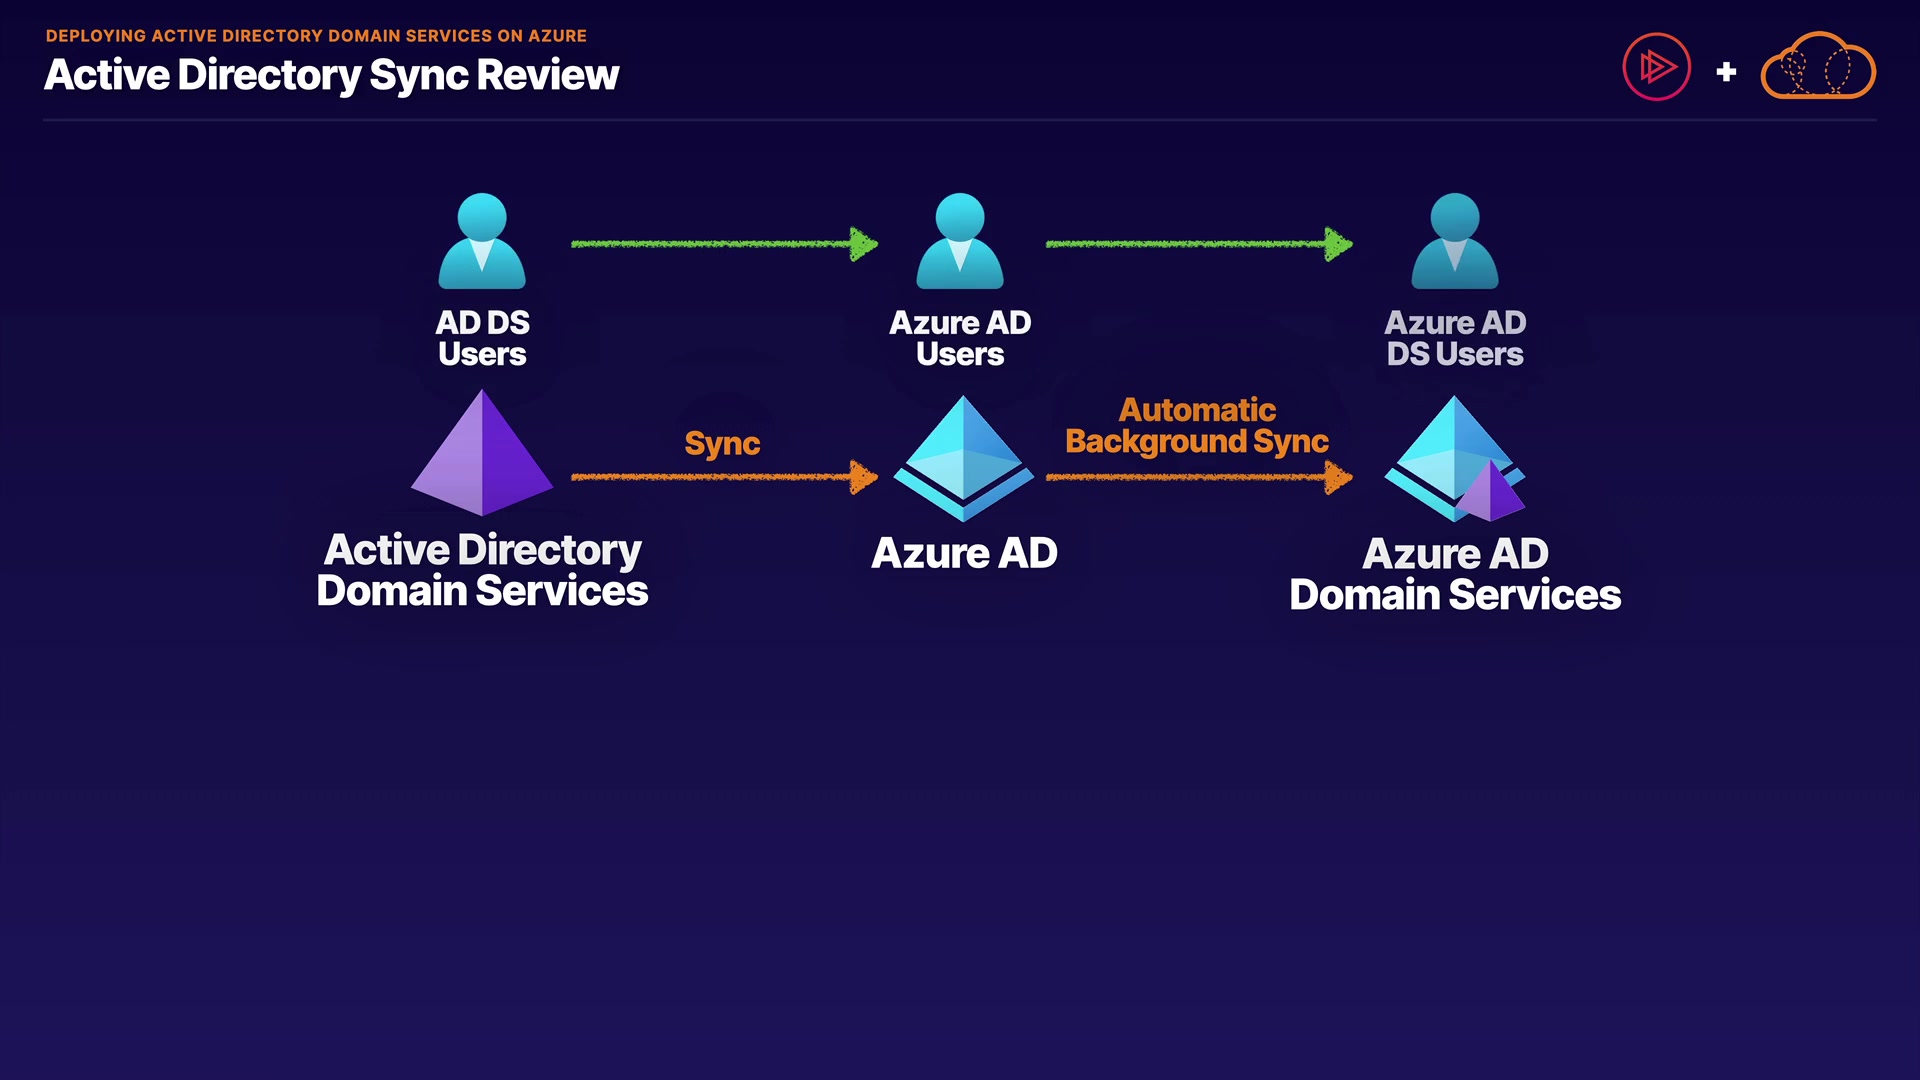 DEPLOYING ACTIVE DIRECTORY DOMAIN SERVICES ON AZURE
Active Directory Sync Review
+
AD DS
Users
Azure AD
Users
Azure AD
DS Users
Sync
Automatic
Background Sync
Active Directory
Domain Services
Azure AD
Azure AD
Domain Services